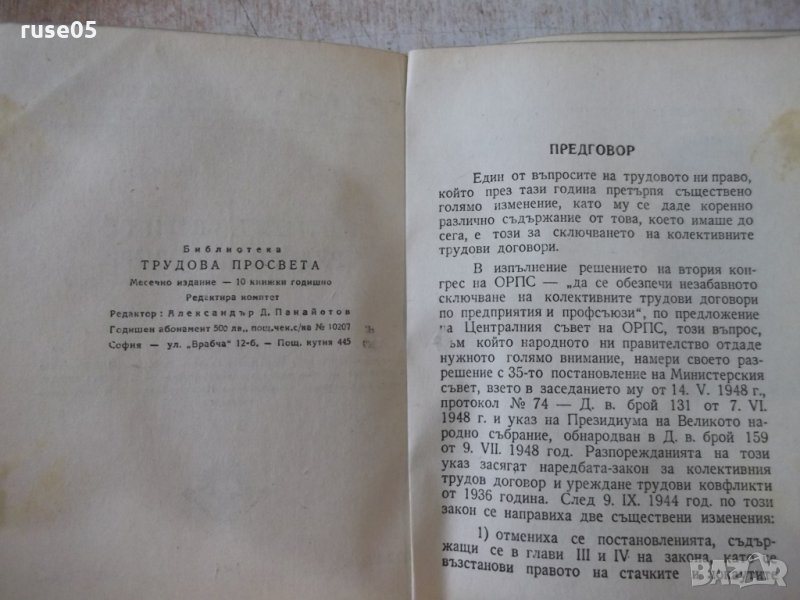 ruse05
Библиотека
ТРУДОВА ПРОСВЕТА
Месечно издание — 10 книжки годишно
Редактира комитет
Редактор: Александър Д. Панайотов
Годишен абонамент 500 лв., пощ.чек.с/ка № 10207
София — ул. „Врабча" 12-б, — Пощ. кутия 445
ПРЕДГОВОР
Един от въпросите на трудовото ни право,
който през тази година претърпя съществено
голямо изменение, като му се даде коренно
различно съдържание от това, което имаше до
сега, е този за сключването на колективните
трудови договори.
В изпълнение решението на втория кон-
грес на ОРПС — „да се обезпечи незабавното
сключване на колективните трудови договори
по предприятия и профсъюзи", по предложение
на Централния съвет на ОРПС, този въпрос,
към който народното ни правителство отдаде
нужното голямо внимание, намери своето раз-
решение с 35-то постановление на Министерския
съвет, взето в заседанието му от 14. V. 1948 г.,
протокол № 74 — Д. в. брой 131 от 7. VI.
1948 г. и указ на Президиума на Великото на-
родно събрание, обнародван в Д. в. брой 159
от 9. VII. 1948 год. Разпорежданията на този
указ засягат наредбата-закон за колективния
трудов договор и уреждане трудови ковфликти
от 1936 година. След 9. IX. 1944 год. по този
закон се направиха две съществени изменения:
1) отмениха се постановленията, съдър-
жащи се в глави III и IV на закона, като се
възстанови правото на стачките и локаутите
BAZAR